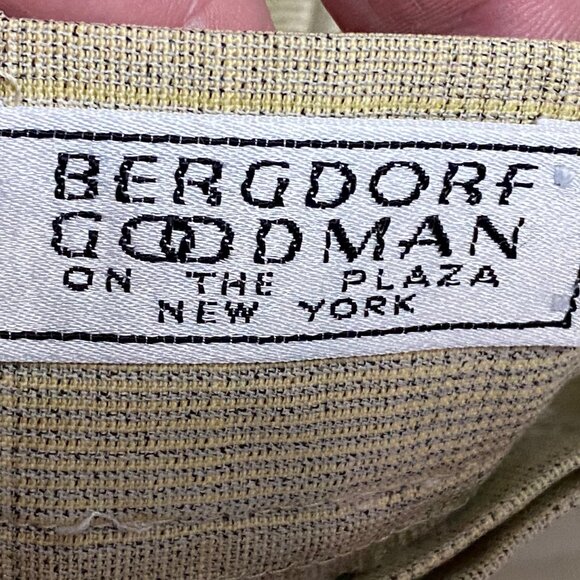 BERGDORF
GOODMAN
ON THE PLAZA
NEW YORK